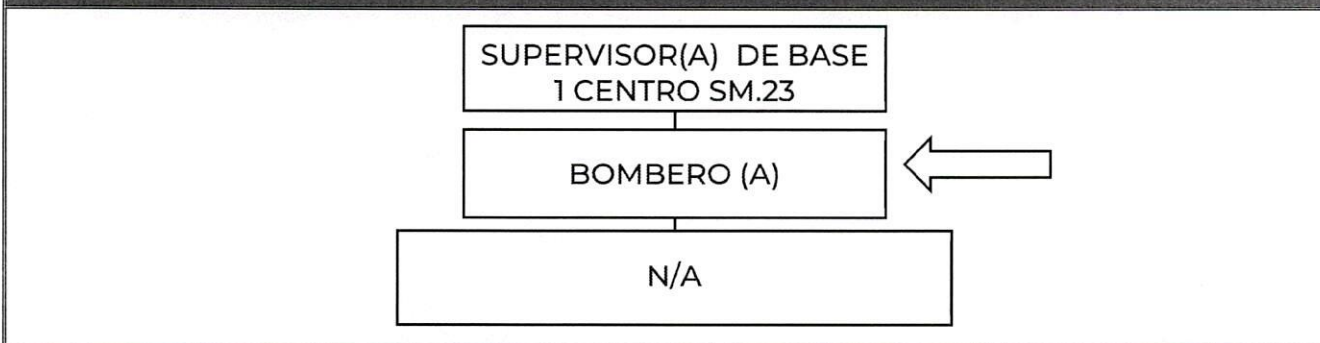 SUPERVISOR(A) DE BASE
1 CENTRO SM.23
BOMBERO (A)
N/A